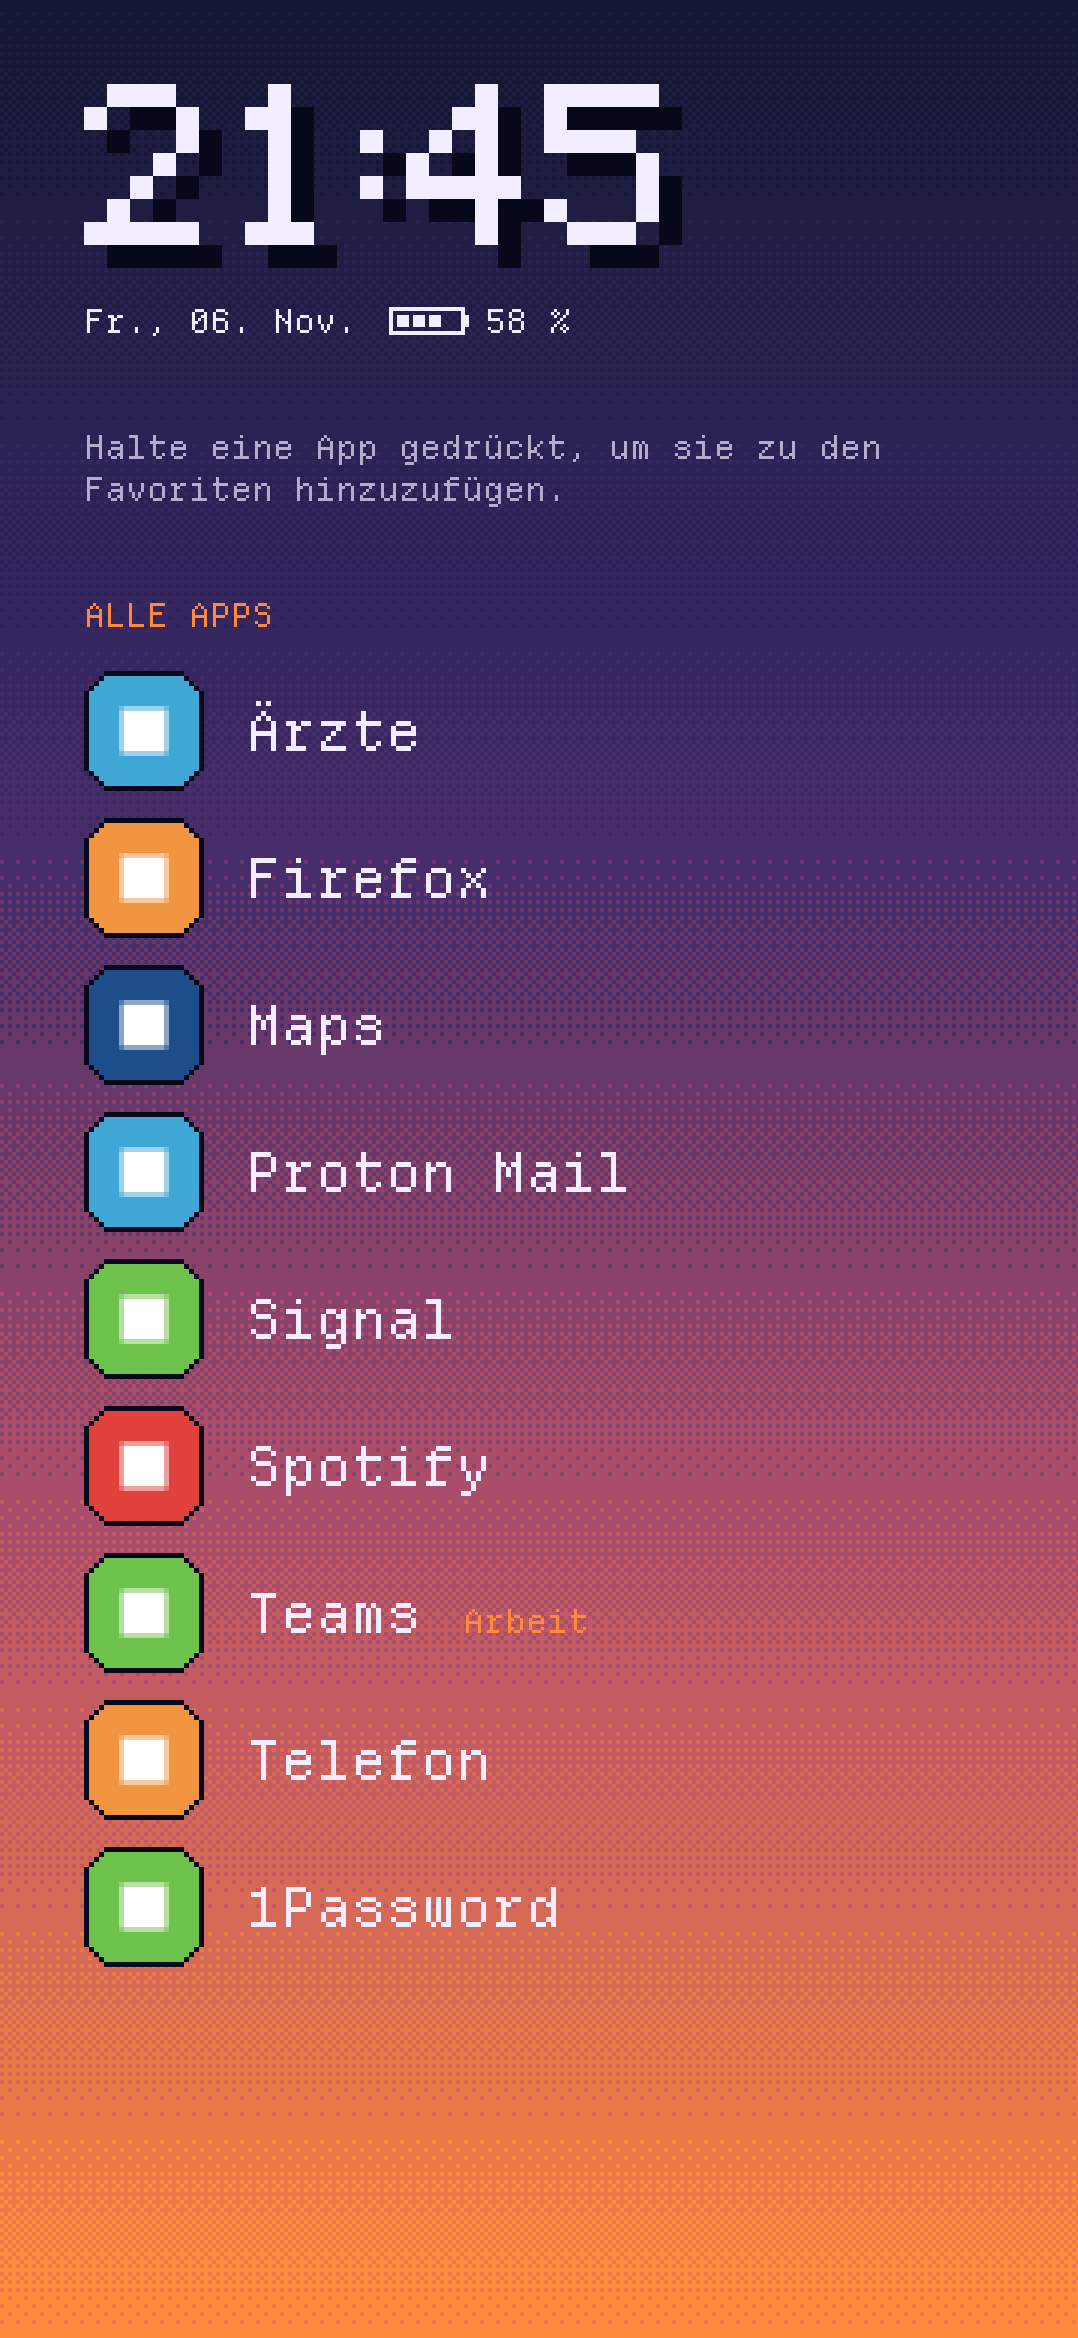 21:45
Fr., 06. Nov. 58 %
Halte eine App gedrückt, um sie zu den
Favoriten hinzuzufügen.
ALLE APPS
Ärzte
Firefox
Maps
Proton Mail
Signal
Spotify
Teams Arbeit
Telefon
1Password